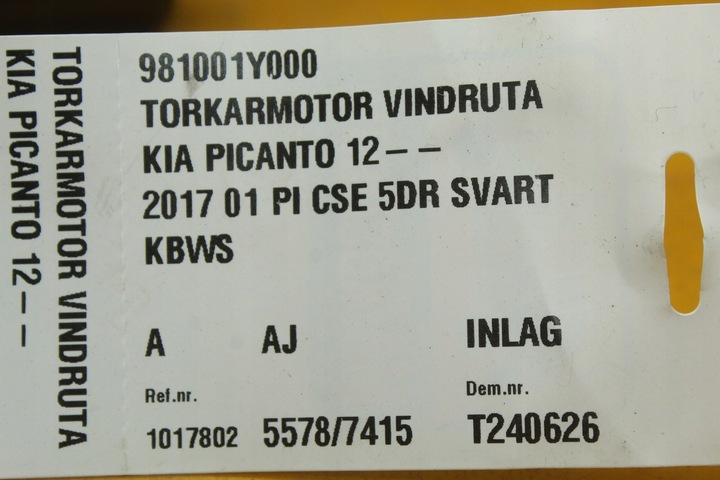 TORKARMOTOR VINDRUTA
KIA PICANTO 12--
981001Y000
TORKARMOTOR VINDRUTA
KIA PICANTO 12--
2017 01 PI CSE 5DR SVART
KBWS
A AJ INLAG
Ref.nr. Dem.nr.
1017802 5578/7415 T240626